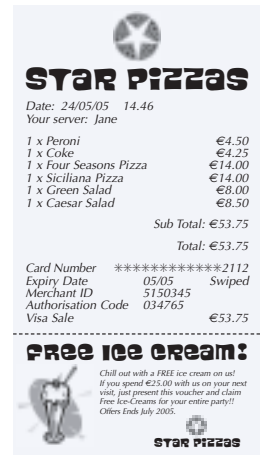 STAR PIZZAS
Date: 24/05/05 14.46
Your server: Jane
1 x Peroni €4.50
1 x Coke €4.25
1 x Four Seasons Pizza €14.00
1 x Siciliana Pizza €14.00
1 x Green Salad €8.00
1 x Caesar Salad €8.50
Sub Total: €53.75
Total: €53.75
Card Number ************2112
Expiry Date 05/05 Swiped
Merchant ID 5150345
Authorisation Code 034765
Visa Sale €53.75
FREE ICE CREAM!
Chill out with a FREE ice cream on us!
If you spend €25.00 with us on your next
visit, just present this voucher and claim
Free Ice-Creams for your entire party!!
Offers Ends July 2005.
STAR PIZZAS